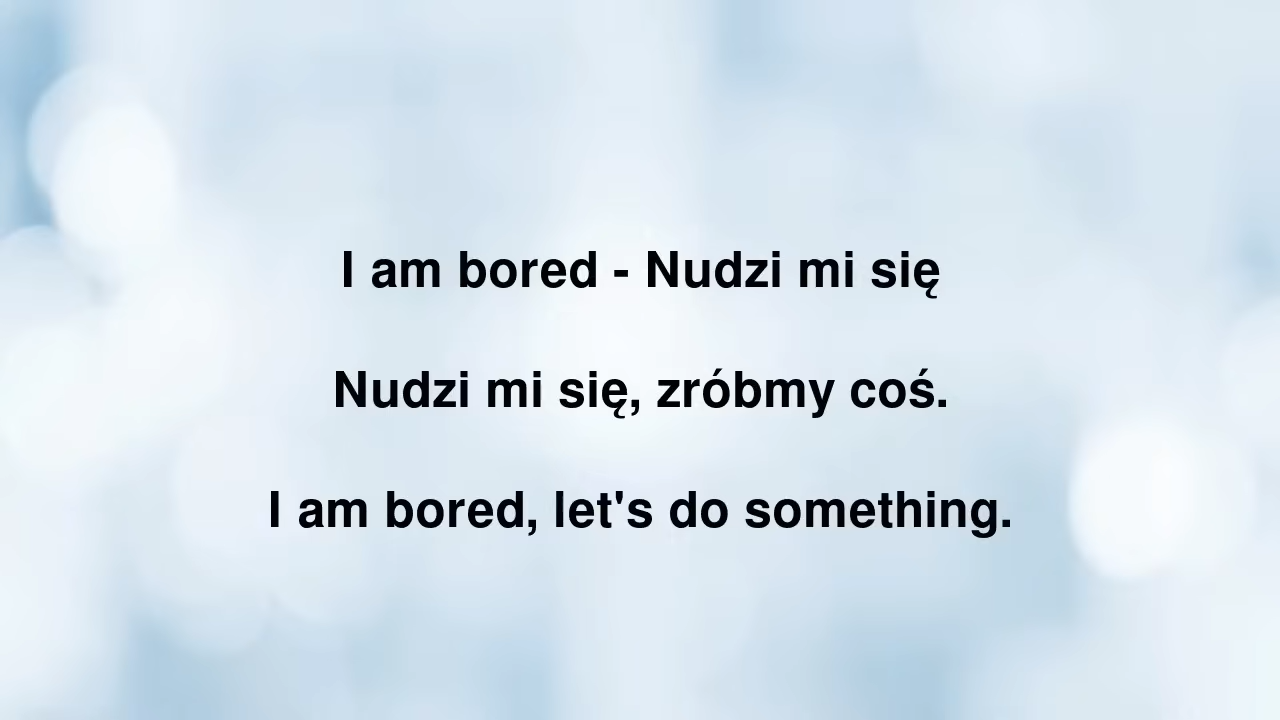 I am bored - Nudzi mi się
Nudzi mi się, zróbmy coś.
I am bored, let's do something.